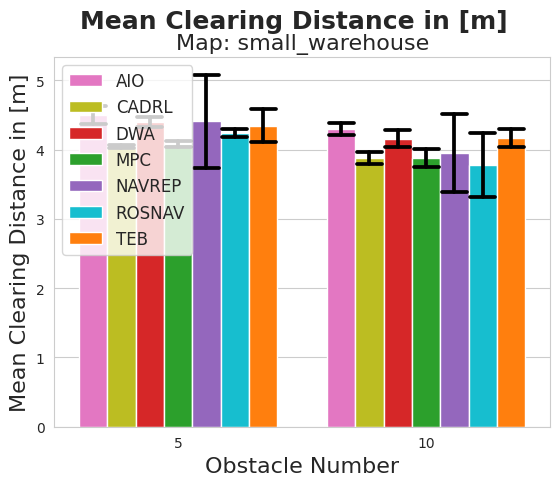 Mean Clearing Distance in [m]
Map: small_warehouse
Mean Clearing Distance in [m]
5
4
3
2
1
0
AIO
CADRL
DWA
MPC
NAVREP
ROSNAV
TEB
5
10
Obstacle Number